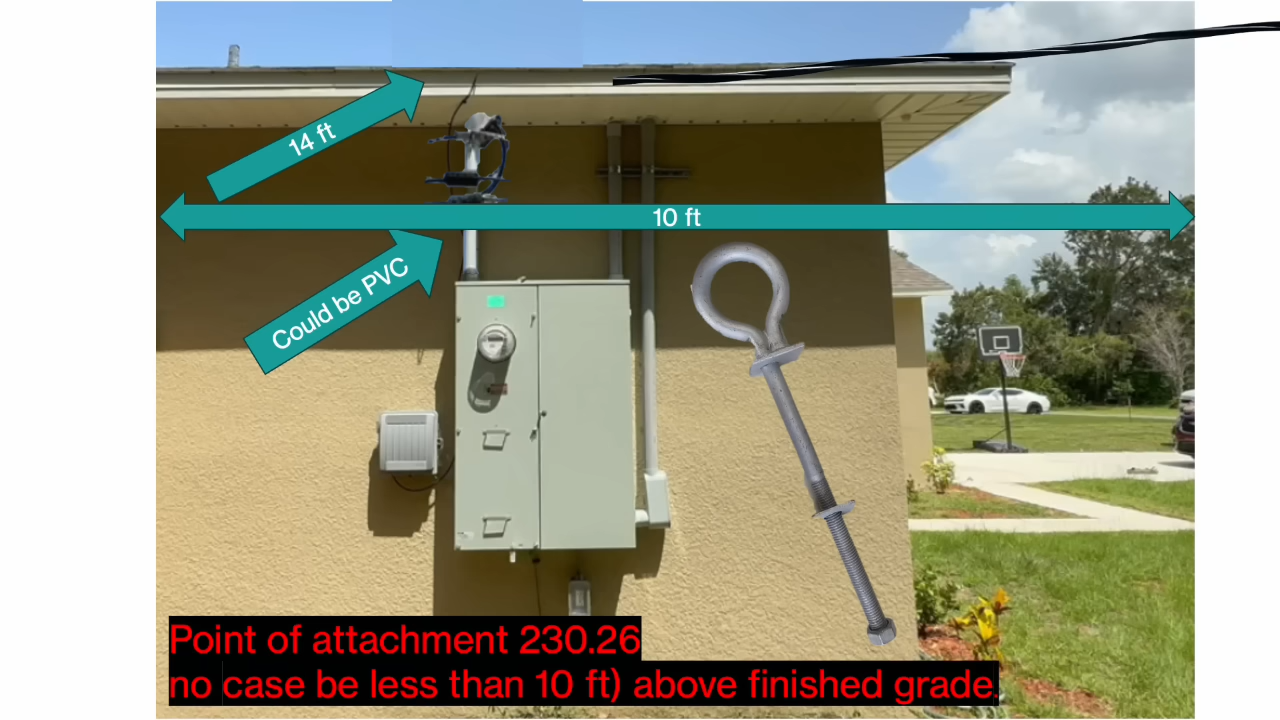 14 ft
10 ft
Could be PVC
Point of attachment 230.26
no case be less than 10 ft) above finished grade.